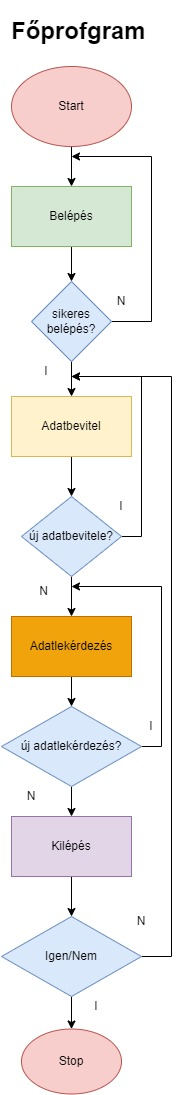 Főprofgram
Start
Belépés
N
sikeres
belépés?
I
Adatbevitel
I
új adatbevitele?
N
Adatlekérdezés
I
új adatlekérdezés?
N
Kilépés
N
Igen/Nem
I
Stop